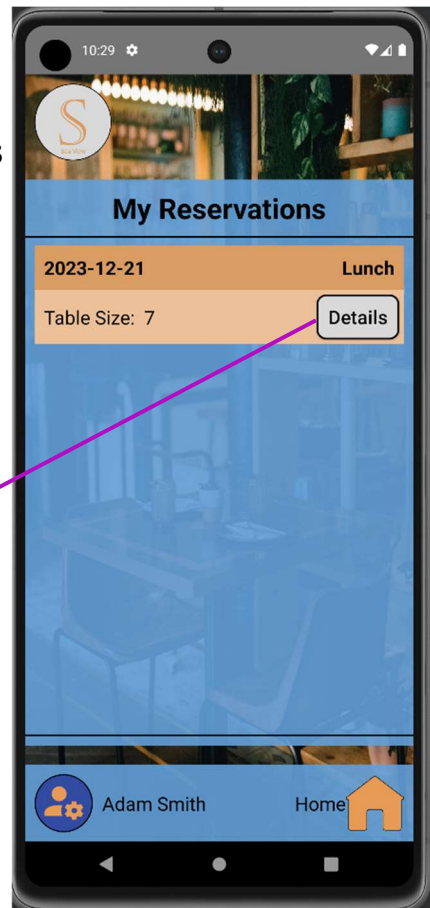 10:29
S
s
My Reservations
2023-12-21 Lunch
Table Size: 7 Details
Adam Smith Home